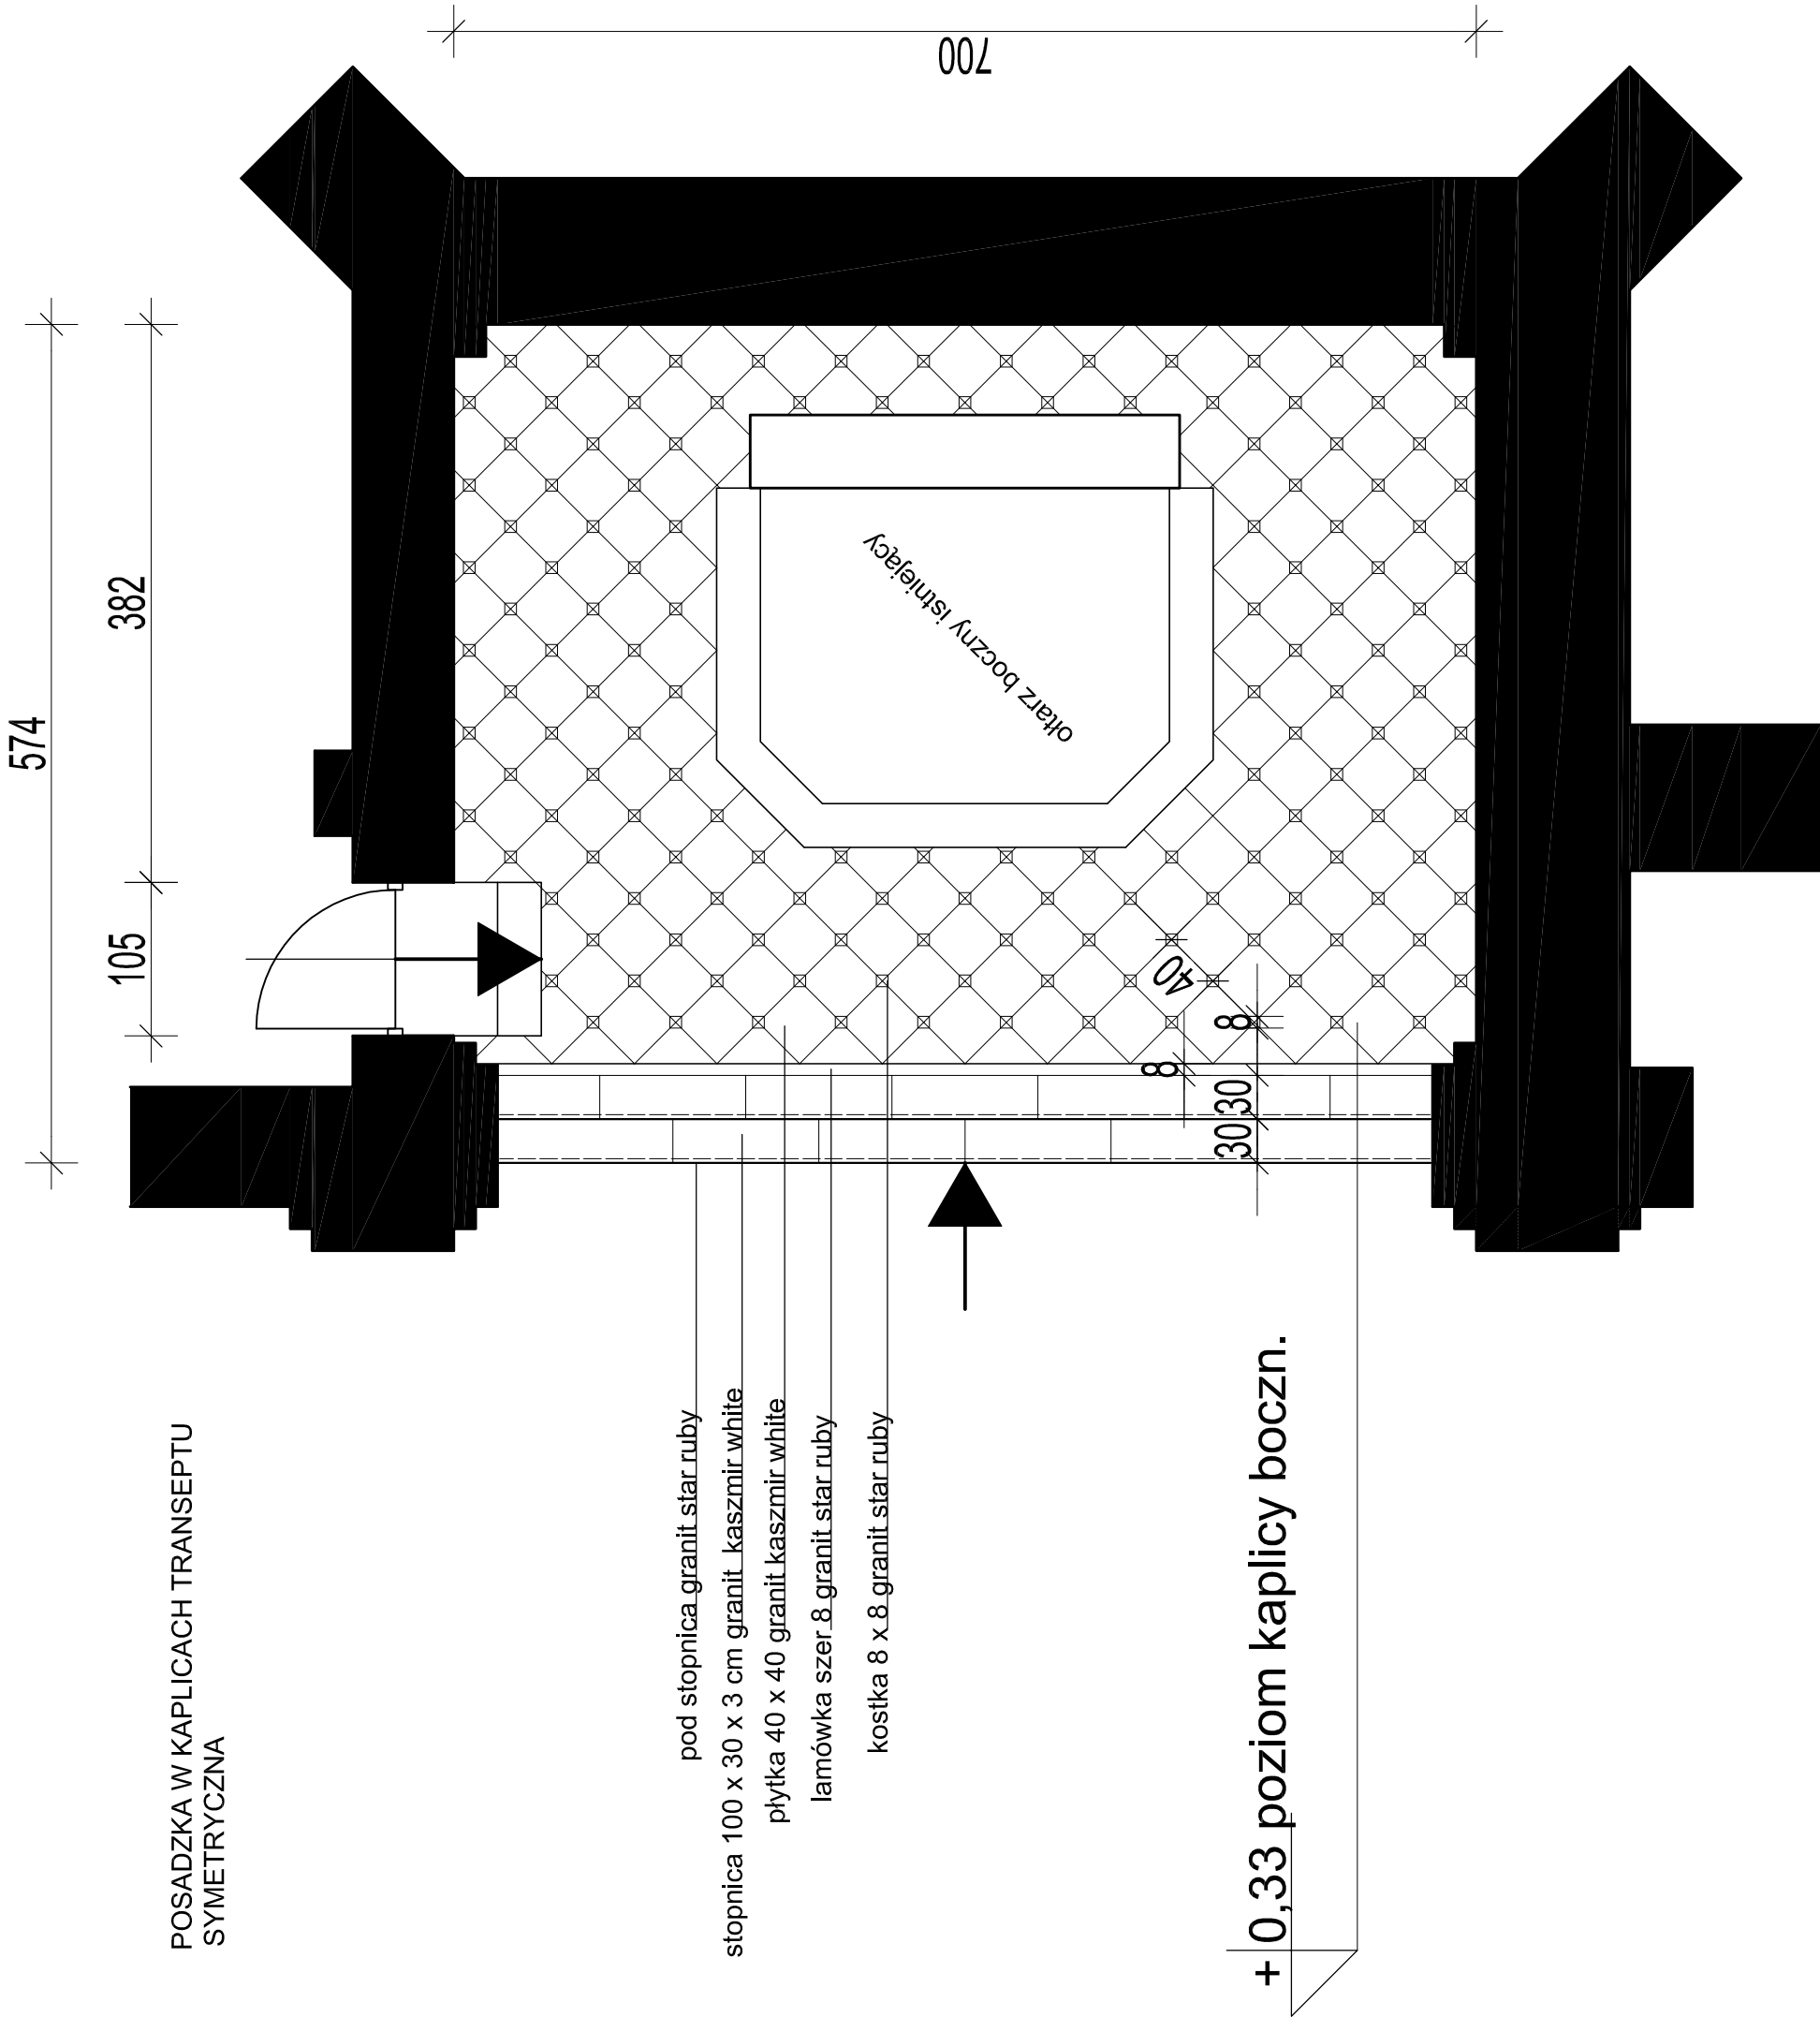 POSADZKA W KAPLICACH TRANSEPTU
SYMETRYCZNA
574
382
105
700
ołtarz boczny istniejący
40
8
8
30
30
pod stopnica granit star ruby
stopnica 100 x 30 x 3 cm granit kaszmir white
płytka 40 x 40 granit kaszmir white
lamówka szer 8 granit star ruby
kostka 8 x 8 granit star ruby
+ 0,33 poziom kaplicy boczn.